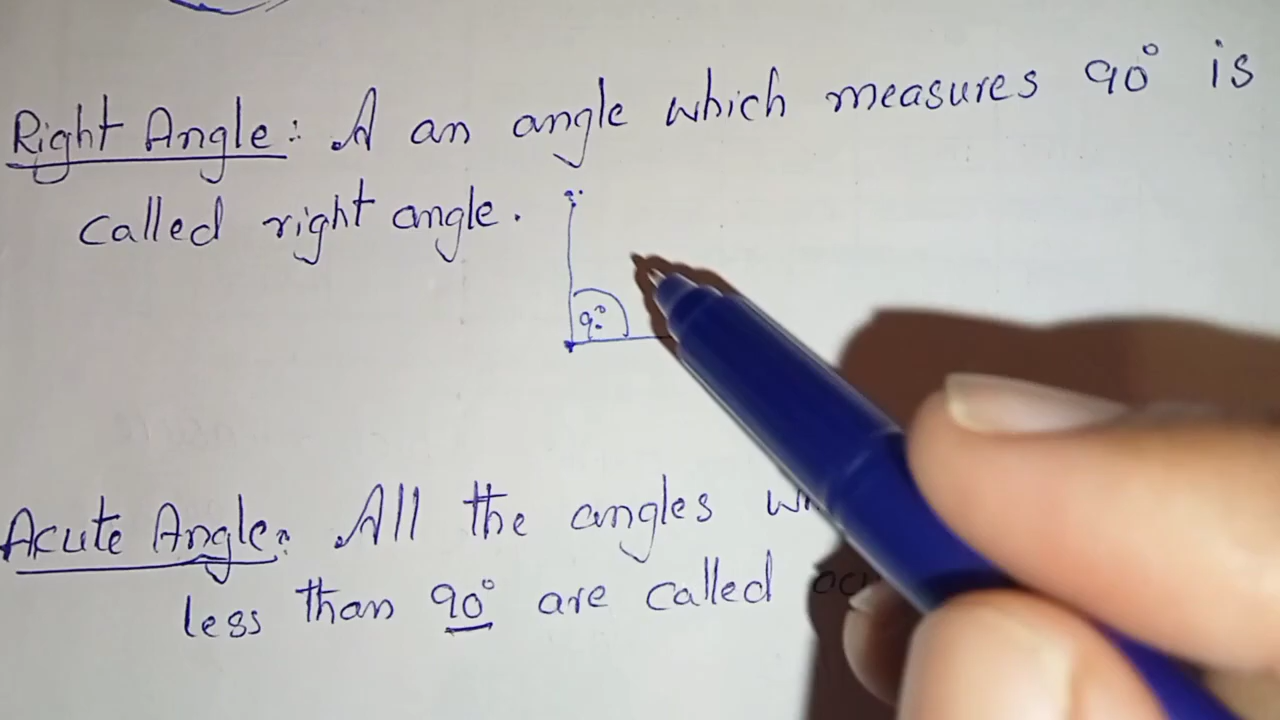 Right Angle: A an angle which measures 90° is
called right angle.
90°
Acute Angle: All the angles
less than 90° are called